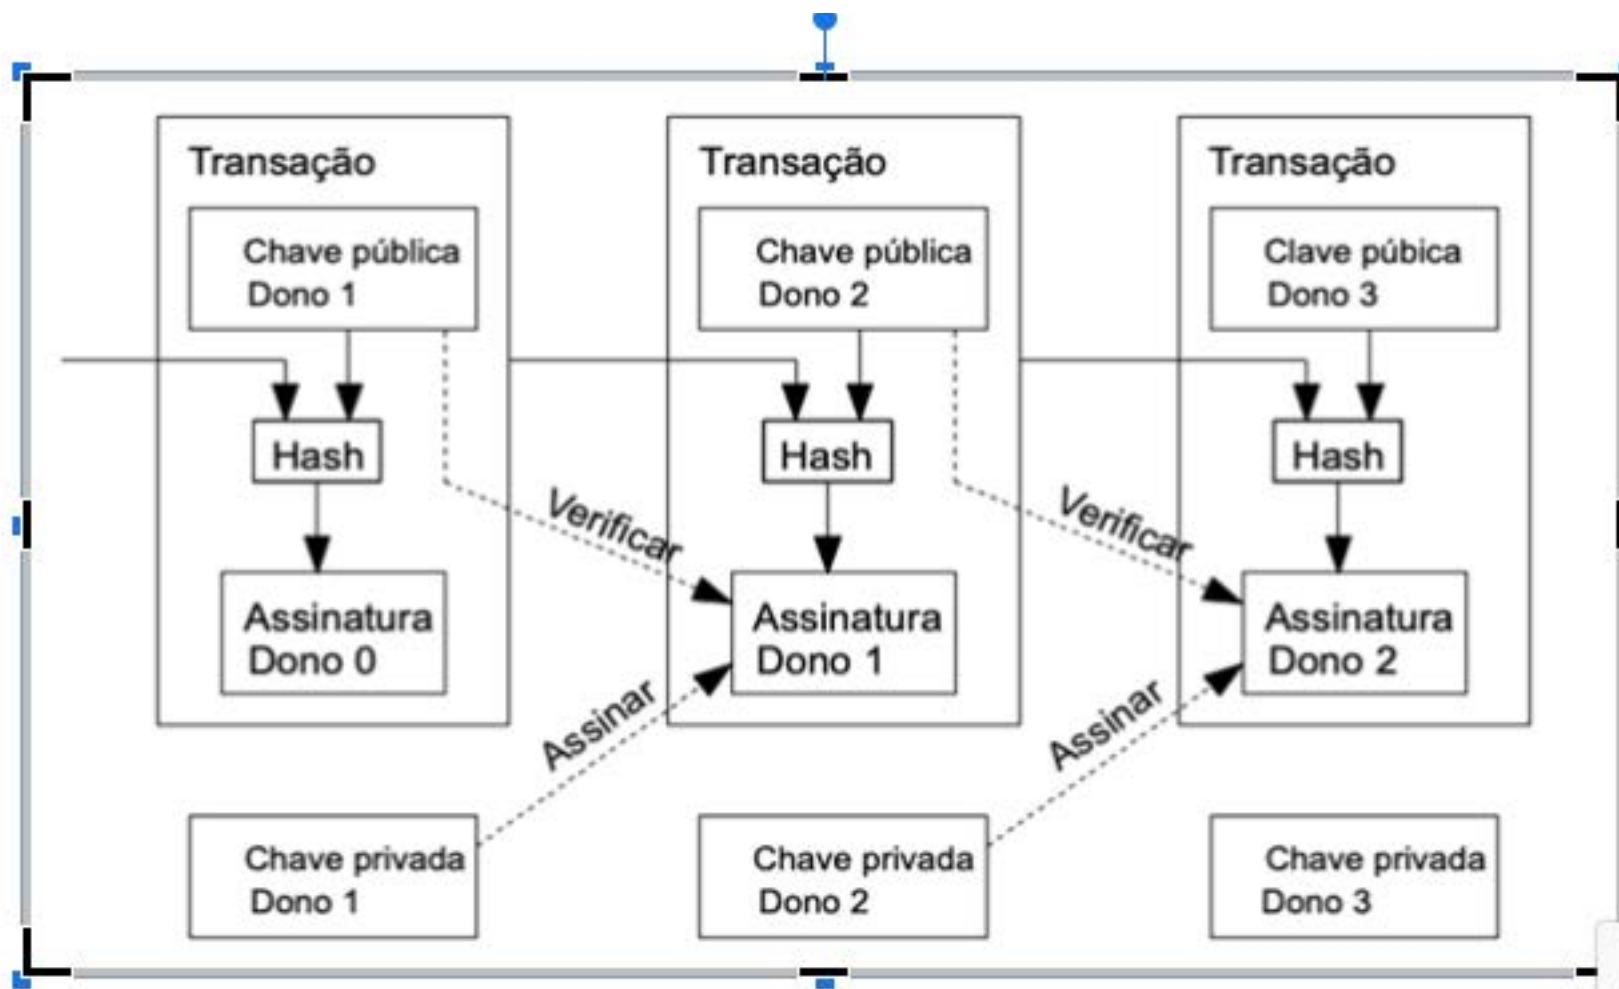 Transação
Chave pública
Dono 1
Hash
Assinatura
Dono 0
Transação
Chave pública
Dono 2
Hash
Assinatura
Dono 1
Transação
Clave púbica
Dono 3
Hash
Assinatura
Dono 2
Verificar
Verificar
Assinar
Assinar
Chave privada
Dono 1
Chave privada
Dono 2
Chave privada
Dono 3